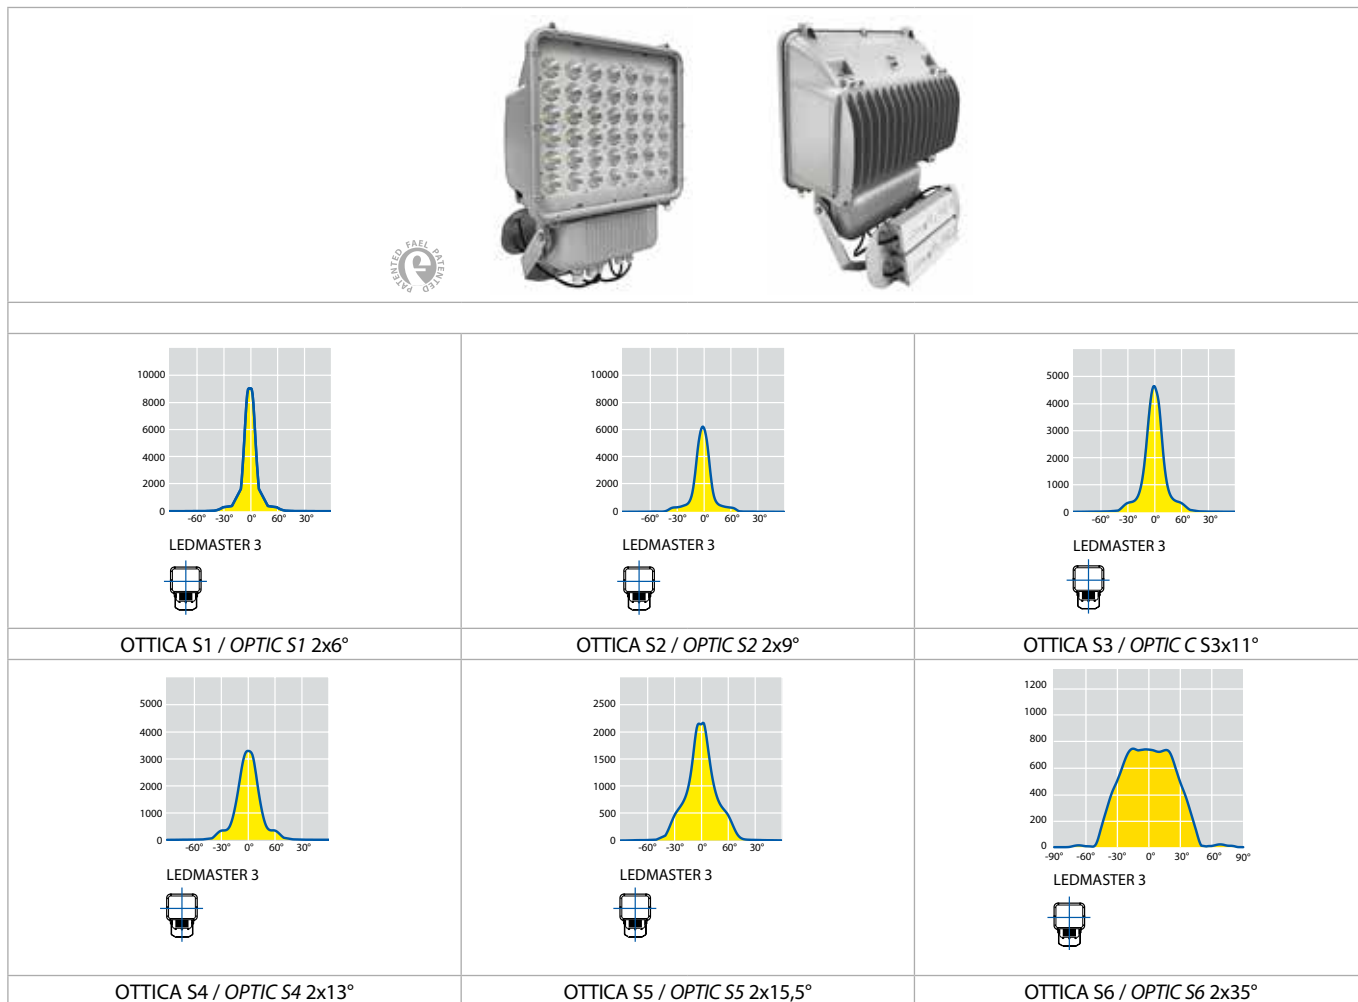 PATENTED FAEL PATENTED
10000
8000
6000
4000
2000
0
-60° -30° 0° 60° 30°
LEDMASTER 3
10000
8000
6000
4000
2000
0
-60° -30° 0° 60° 30°
LEDMASTER 3
5000
4000
3000
2000
1000
0
-60° -30° 0° 60° 30°
LEDMASTER 3
OTTICA S1 / OPTIC S1 2x6°
OTTICA S2 / OPTIC S2 2x9°
OTTICA S3 / OPTIC C S3x11°
5000
4000
3000
2000
1000
0
-60° -30° 0° 60° 30°
LEDMASTER 3
2500
2000
1500
1000
500
0
-60° -30° 0° 60° 30°
LEDMASTER 3
1200
1000
800
600
400
200
0
-90° -60° -30° 0° 30° 60° 90°
LEDMASTER 3
OTTICA S4 / OPTIC S4 2x13°
OTTICA S5 / OPTIC S5 2x15,5°
OTTICA S6 / OPTIC S6 2x35°